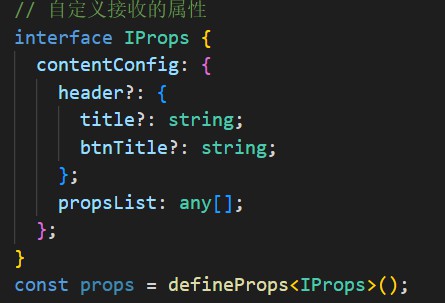 // 自定义接收的属性
interface IProps {
  contentConfig: {
    header?: {
      title?: string;
      btnTitle?: string;
    };
    propsList: any[];
  };
}
const props = defineProps<IProps>();